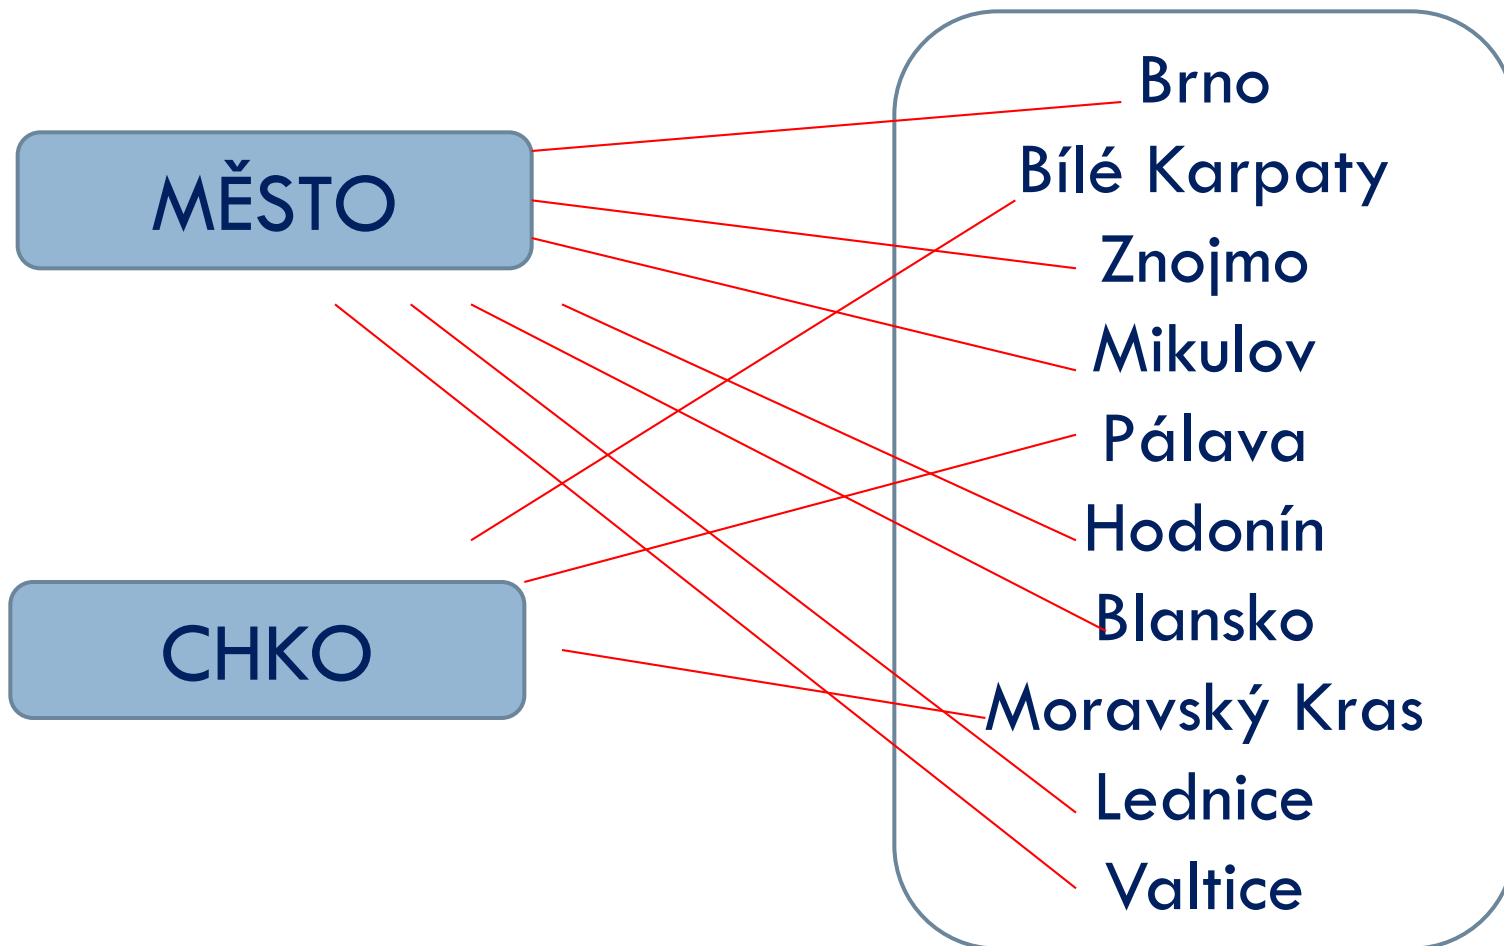 MĚSTO
CHKO
Brno
Bílé Karpaty
Znojmo
Mikulov
Pálava
Hodonín
Blansko
Moravský Kras
Lednice
Valtice